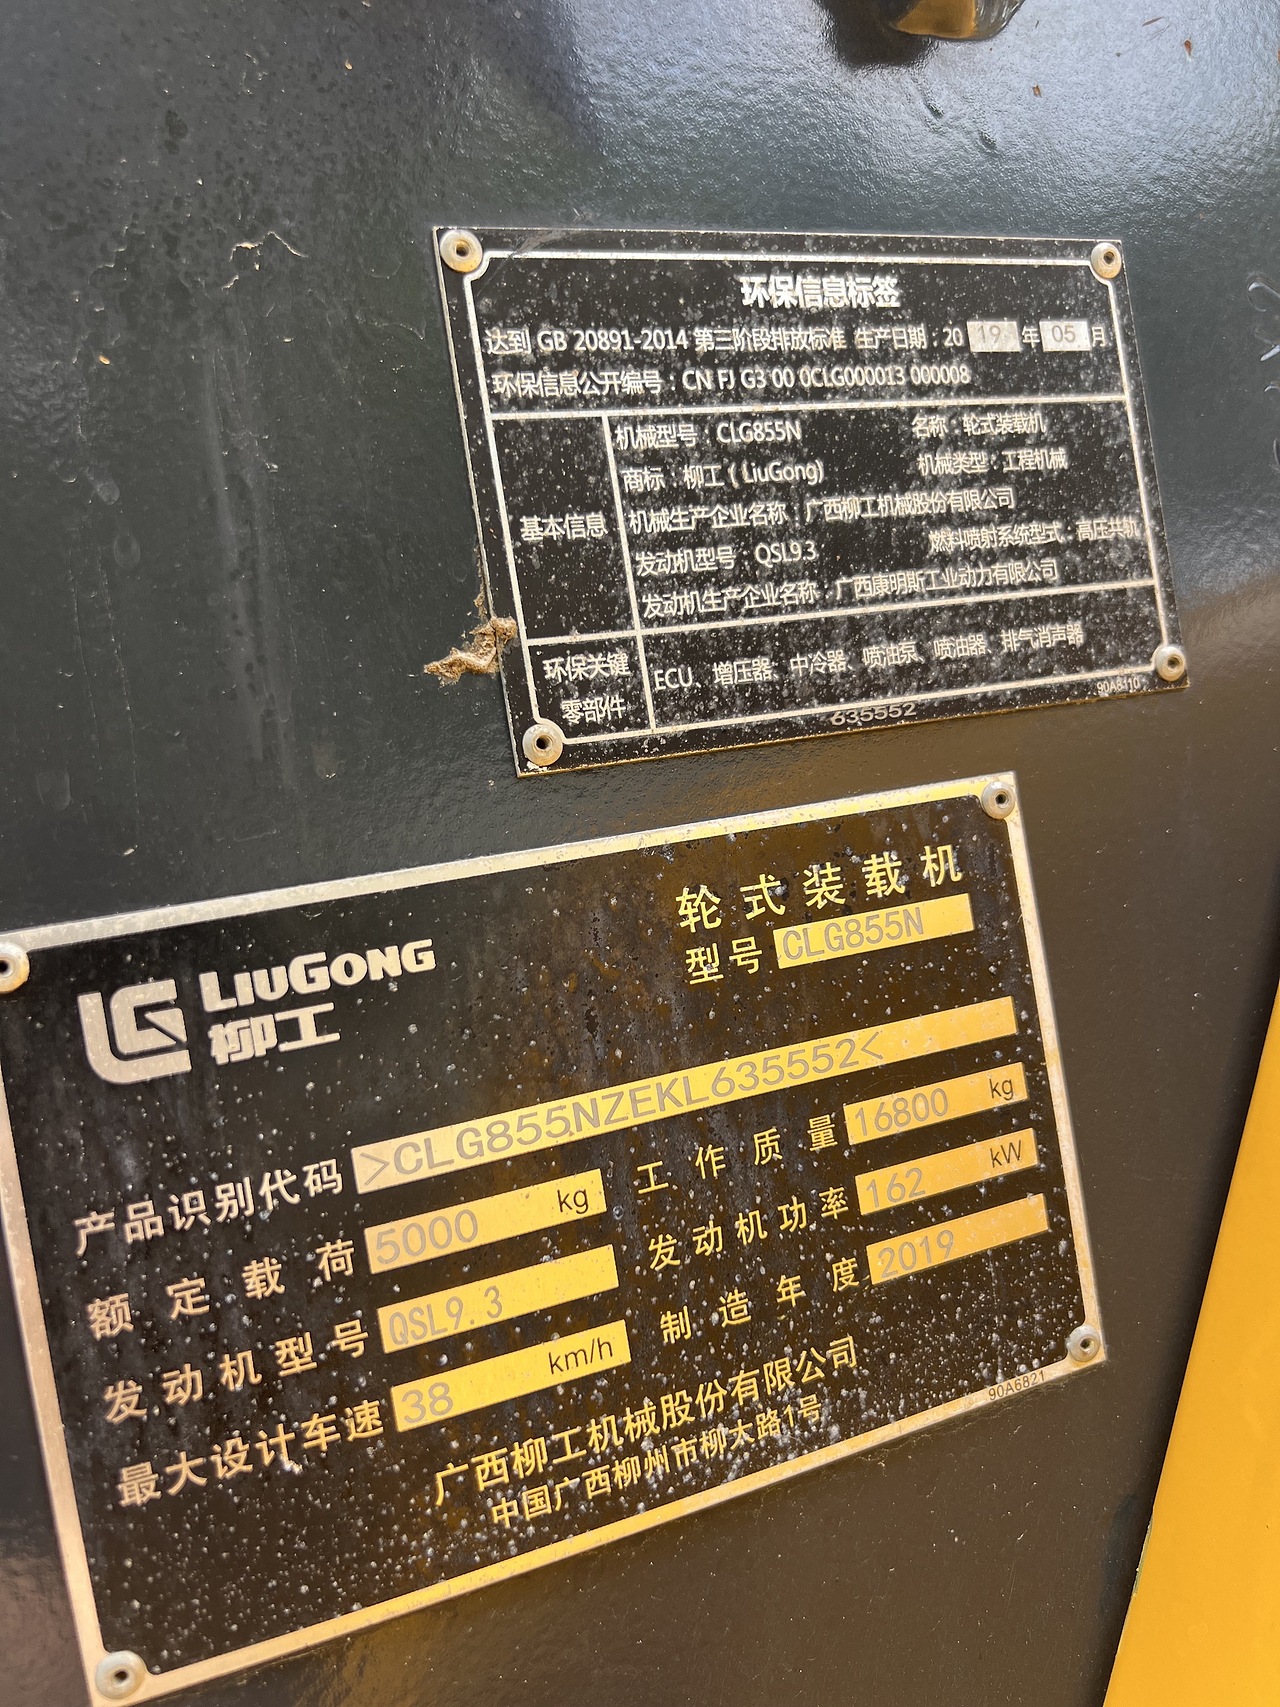 环保信息标签
达到 GB 20891-2014 第三阶段排放标准 生产日期：20 19 年 05 月
环保信息公开编号：CN FJ G3 00 0CLG000013 000008
基本信息
机械型号：CLG855N 名称：轮式装载机
商标：柳工（LiuGong） 机械类型：工程机械
机械生产企业名称：广西柳工机械股份有限公司
发动机型号：QSL9.3 燃料喷射系统型式：高压共轨
发动机生产企业名称：广西康明斯工业动力有限公司
环保关键
零部件
ECU、增压器、中冷器、喷油泵、喷油器、排气消声器
635552
90A6110
LIUGONG
柳工
轮式装载机
型号 CLG855N
产品识别代码 >CLG855NZEKL635552<
额定载荷 5000 kg 工作质量 16800 kg
发动机型号 QSL9.3 发动机功率 162 kW
最大设计车速 38 km/h 制造年度 2019
广西柳工机械股份有限公司
中国广西柳州市柳太路1号
90A6821